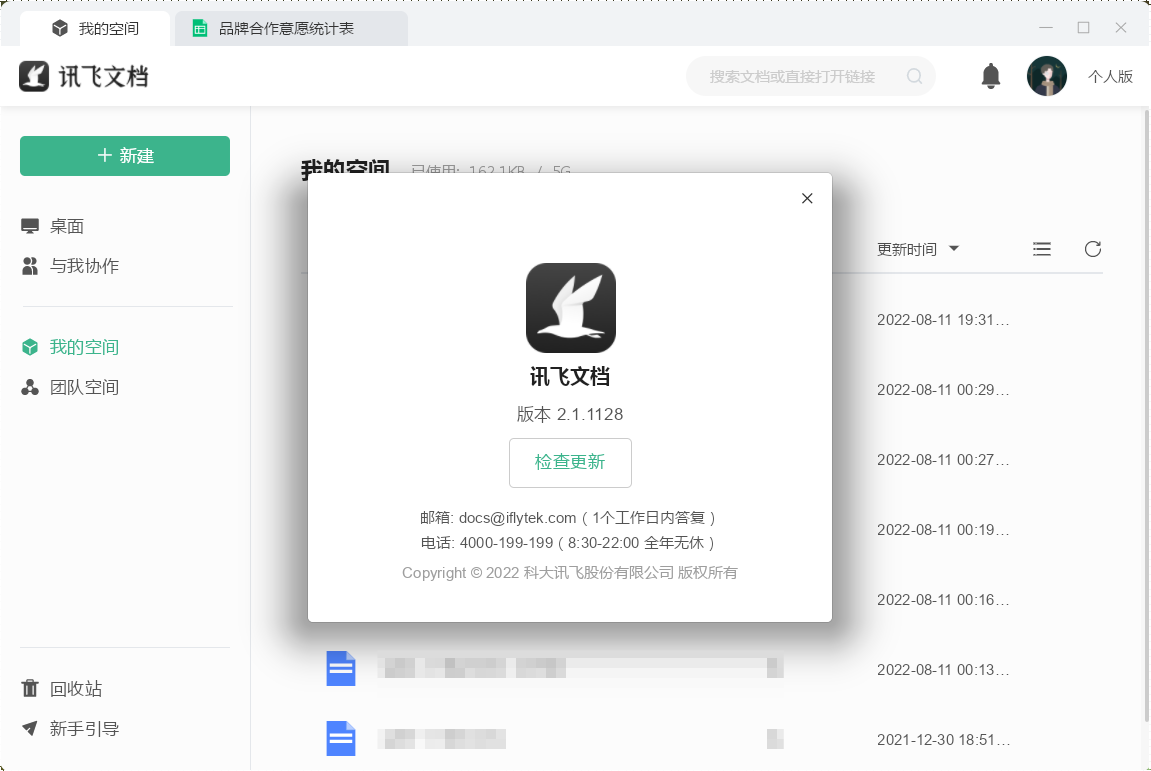 我的空间
品牌合作意愿统计表
讯飞文档
搜索文档或直接打开链接
个人版
新建
桌面
与我协作
我的空间
团队空间
回收站
新手引导
我的空间
已使用: 162.1KB / 5G
更新时间
2022-08-11 19:31...
2022-08-11 00:29...
2022-08-11 00:27...
2022-08-11 00:19...
2022-08-11 00:16...
2022-08-11 00:13...
2021-12-30 18:51...
讯飞文档
版本 2.1.1128
检查更新
邮箱: docs@iflytek.com ( 1个工作日内答复 )
电话: 4000-199-199 ( 8:30-22:00 全年无休 )
Copyright © 2022 科大讯飞股份有限公司 版权所有